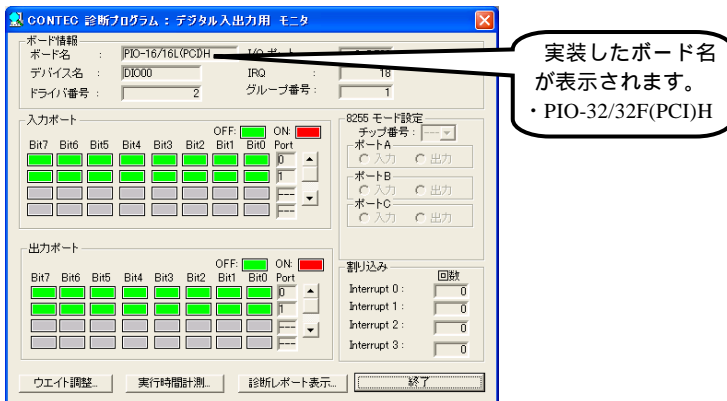 CONTEC 診断プログラム : デジタル入出力用 モニタ
ボード情報
ボード名 : PIO-16/16L(PCI)H
デバイス名 : DIO00 IRQ : 18
ドライバ番号 : 2 グループ番号 : 1
実装したボード名
が表示されます。
・PIO-32/32F(PCI)H
入力ポート
OFF: ON:
Bit7 Bit6 Bit5 Bit4 Bit3 Bit2 Bit1 Bit0 Port
0
1
---
---
8255 モード設定
チップ番号 : ---
ポートA
入力 出力
ポートB
入力 出力
ポートC
入力 出力
出力ポート
OFF: ON:
Bit7 Bit6 Bit5 Bit4 Bit3 Bit2 Bit1 Bit0 Port
0
1
---
---
割り込み
回数
Interrupt 0 : 0
Interrupt 1 : 0
Interrupt 2 : 0
Interrupt 3 : 0
ウエイト調整... 実行時間計測... 診断レポート表示... 終了